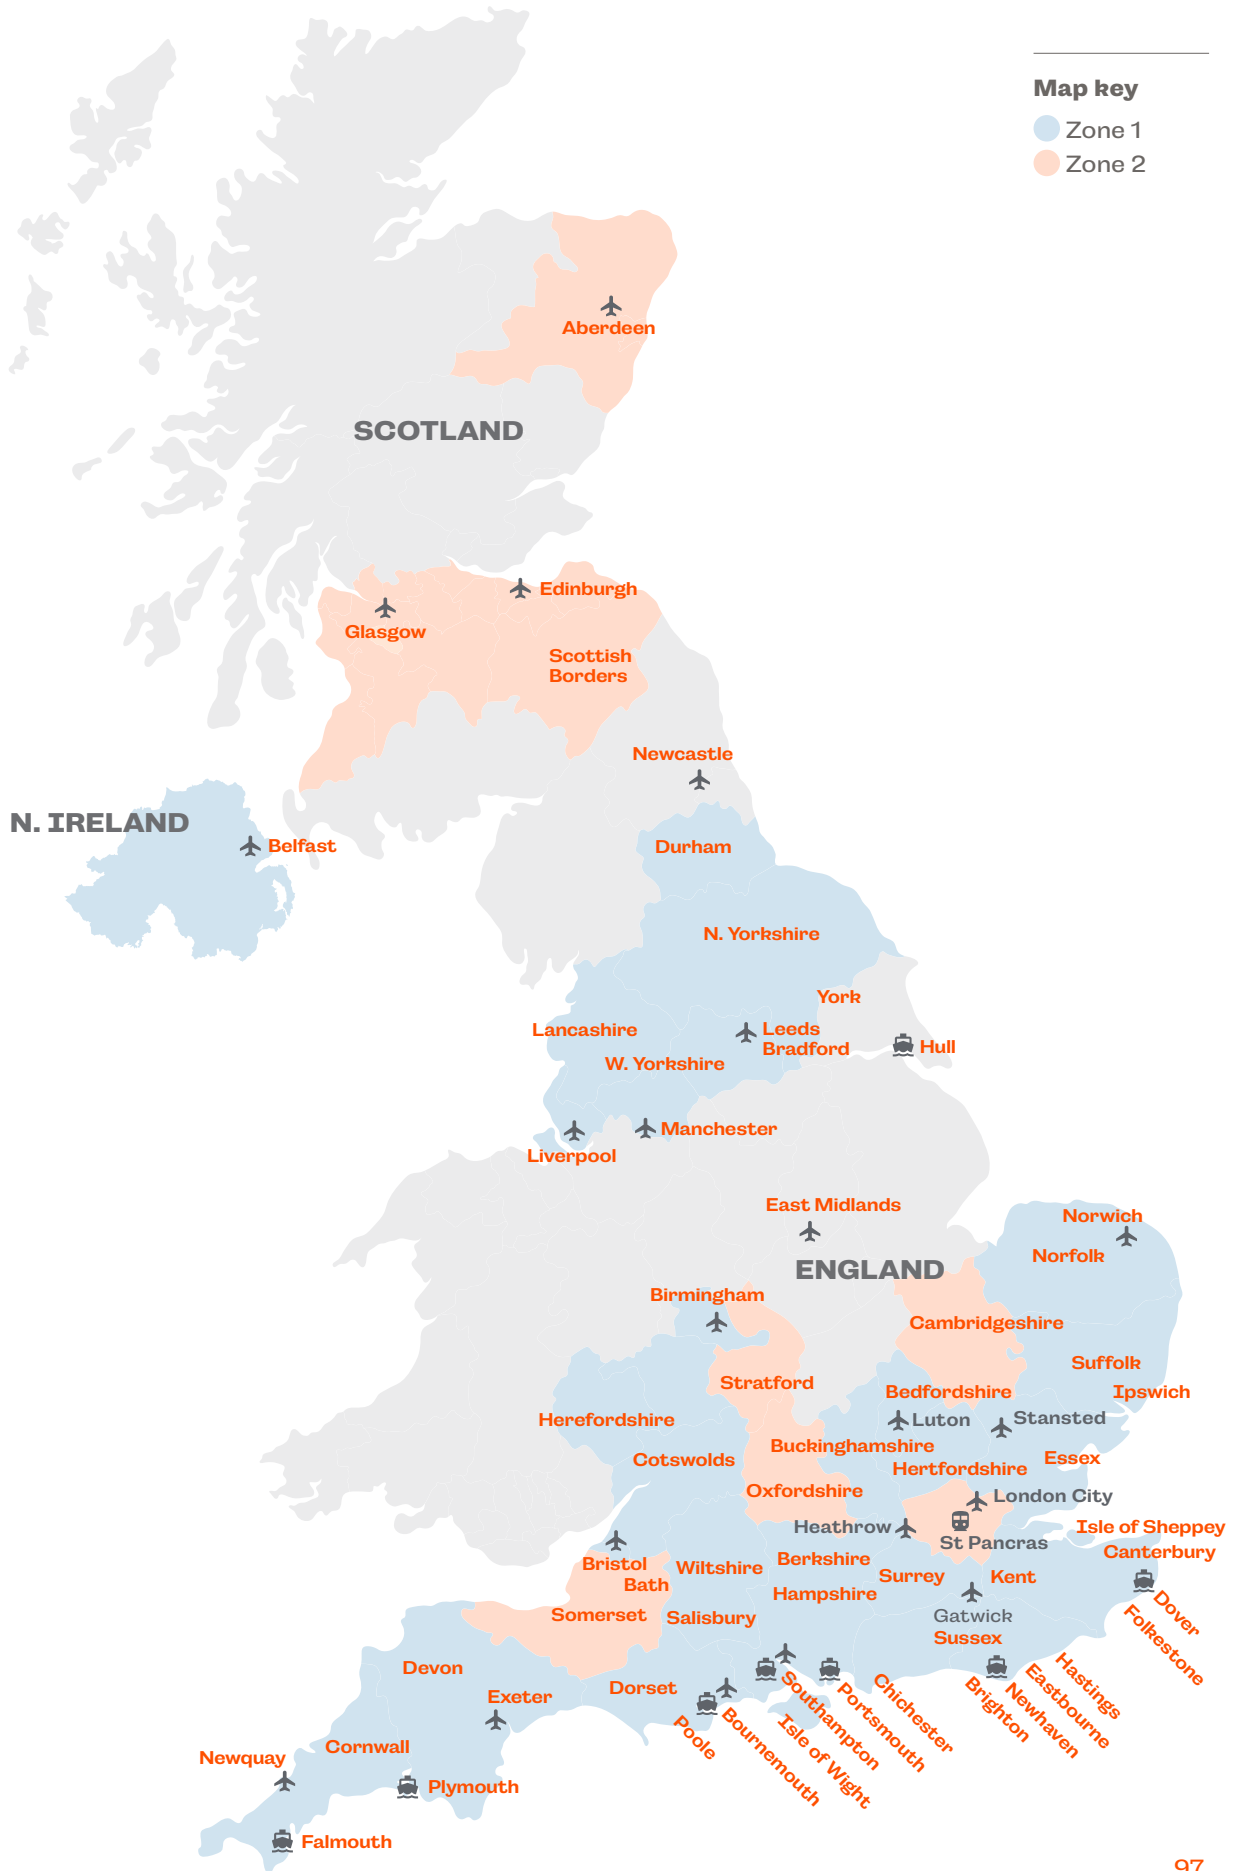 Map key
Zone 1
Zone 2
Aberdeen
SCOTLAND
Edinburgh
Glasgow
Scottish
Borders
Newcastle
N. IRELAND
Belfast
Durham
N. Yorkshire
York
Lancashire
Leeds
Bradford
Hull
W. Yorkshire
Manchester
Liverpool
East Midlands
Norwich
Norfolk
ENGLAND
Birmingham
Cambridgeshire
Suffolk
Stratford
Bedfordshire
Ipswich
Herefordshire
Luton
Stansted
Buckinghamshire
Cotswolds
Essex
Hertfordshire
Oxfordshire
London City
Heathrow
Isle of Sheppey
St Pancras
Canterbury
Bristol
Wiltshire
Berkshire
Bath
Surrey
Kent
Hampshire
Somerset
Salisbury
Gatwick
Sussex
Dover
Folkestone
Devon
Hastings
Eastbourne
Newhaven
Brighton
Chichester
Portsmouth
Southampton
Isle of Wight
Dorset
Exeter
Bournemouth
Poole
Cornwall
Newquay
Plymouth
Falmouth
97